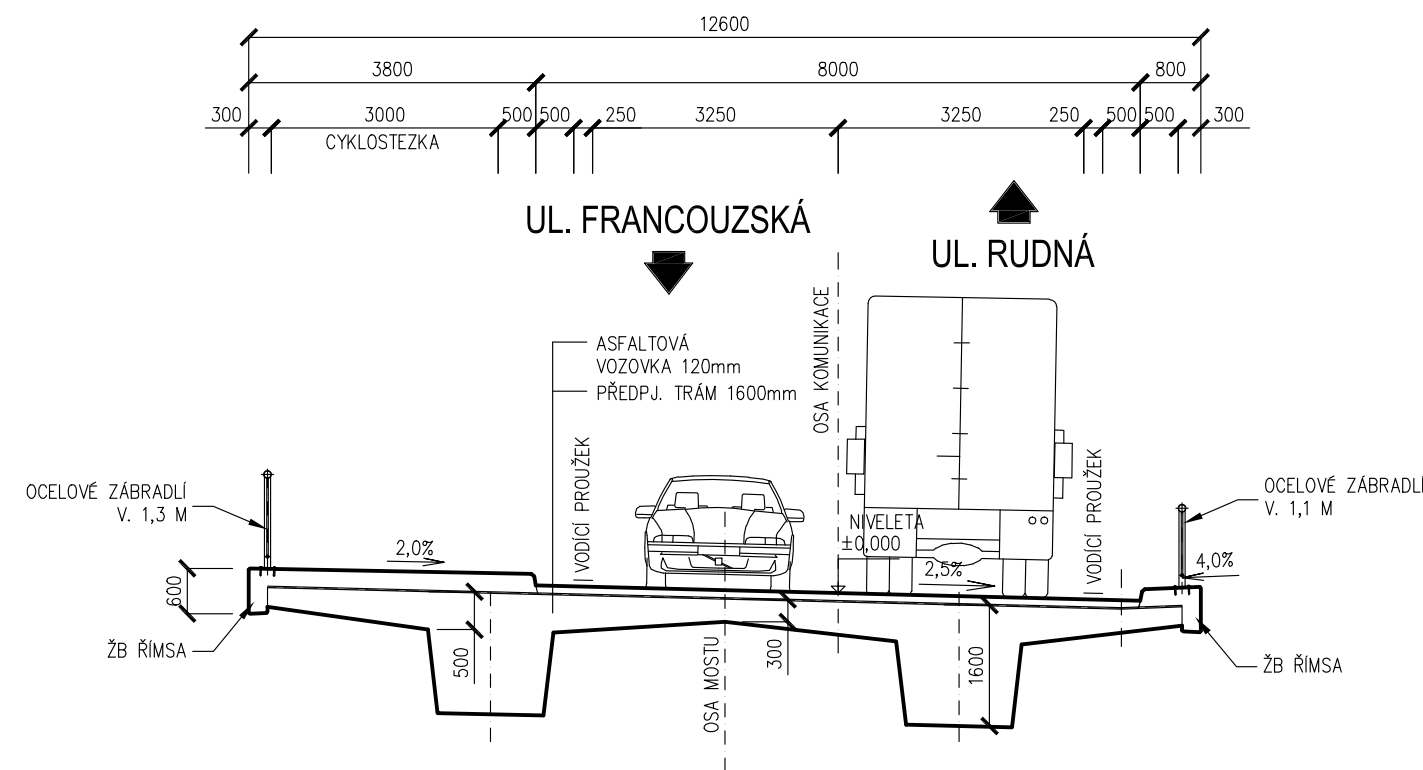 12600
3800 8000 800
300 3000 500 500 250 3250 3250 250 500 500 300
CYKLOSTEZKA
UL. FRANCOUZSKÁ
UL. RUDNÁ
ASFALTOVÁ
VOZOVKA 120mm
PŘEDPJ. TRÁM 1600mm
OSA KOMUNIKACE
VODÍCÍ PROUŽEK
VODÍCÍ PROUŽEK
OCELOVÉ ZÁBRADLÍ
V. 1,3 M
OCELOVÉ ZÁBRADLÍ
V. 1,1 M
NIVELETA
±0,000
2,0%
2,5%
4,0%
600
ŽB ŘÍMSA
500
OSA MOSTU
300
1600
ŽB ŘÍMSA